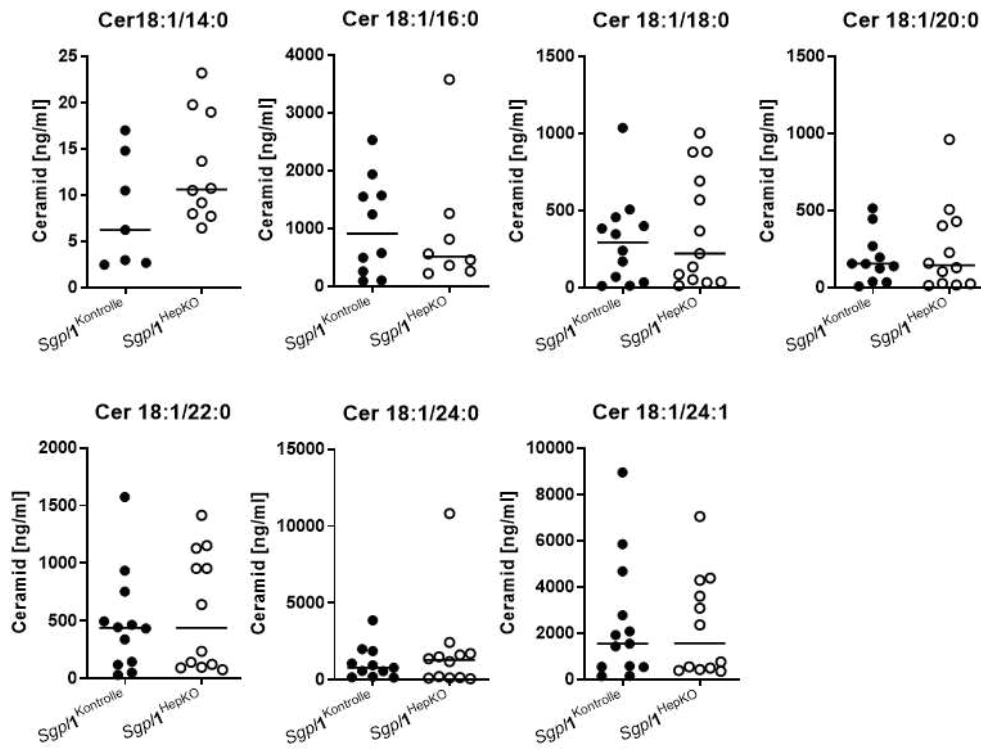 Cer18:1/14:0
Cer 18:1/16:0
Cer 18:1/18:0
Cer 18:1/20:0
Ceramid [ng/ml]
25
20
15
10
5
0
Sgpl1Kontrolle
Sgpl1HepKO
Ceramid [ng/ml]
4000
3000
2000
1000
0
Sgpl1Kontrolle
Sgpl1HepKO
Ceramid [ng/ml]
1500
1000
500
0
Sgpl1Kontrolle
Sgpl1HepKO
Ceramid [ng/ml]
1500
1000
500
0
Sgpl1Kontrolle
Sgpl1HepKO
Cer 18:1/22:0
Cer 18:1/24:0
Cer 18:1/24:1
Ceramid [ng/ml]
2000
1500
1000
500
0
Sgpl1Kontrolle
Sgpl1HepKO
Ceramid [ng/ml]
15000
10000
5000
0
Sgpl1Kontrolle
Sgpl1HepKO
Ceramid [ng/ml]
10000
8000
6000
4000
2000
0
Sgpl1Kontrolle
Sgpl1HepKO